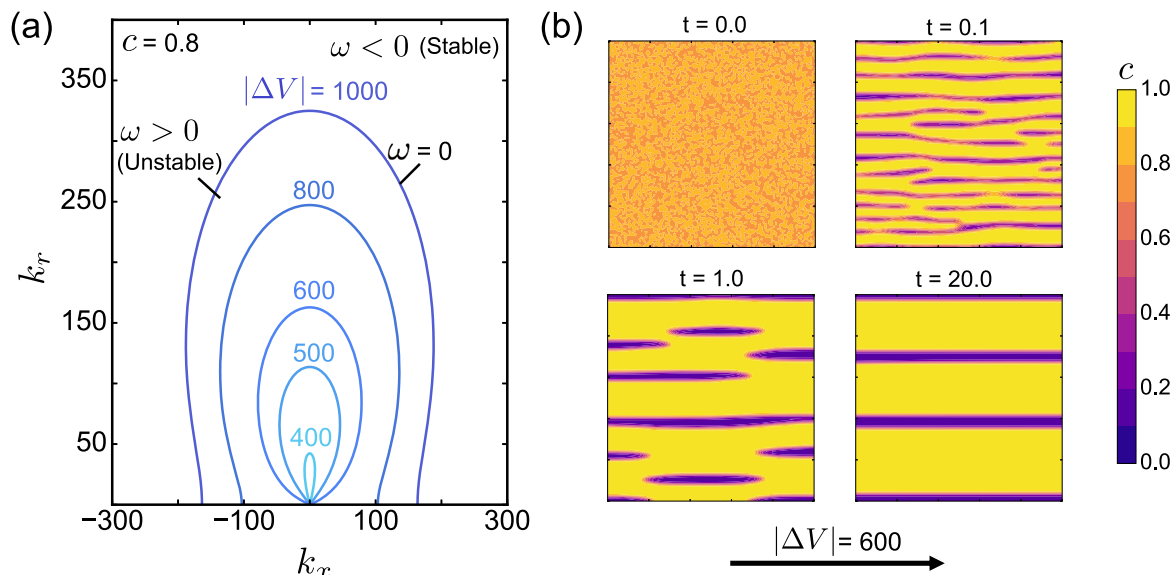 (a)
c = 0.8
ω < 0 (Stable)
|ΔV| = 1000
ω > 0
(Unstable)
ω = 0
800
600
500
400
350
250
150
50
k_r
−300
−100
100
300
k_x
(b)
t = 0.0
t = 0.1
t = 1.0
t = 20.0
c
1.0
0.8
0.6
0.4
0.2
0.0
|ΔV| = 600